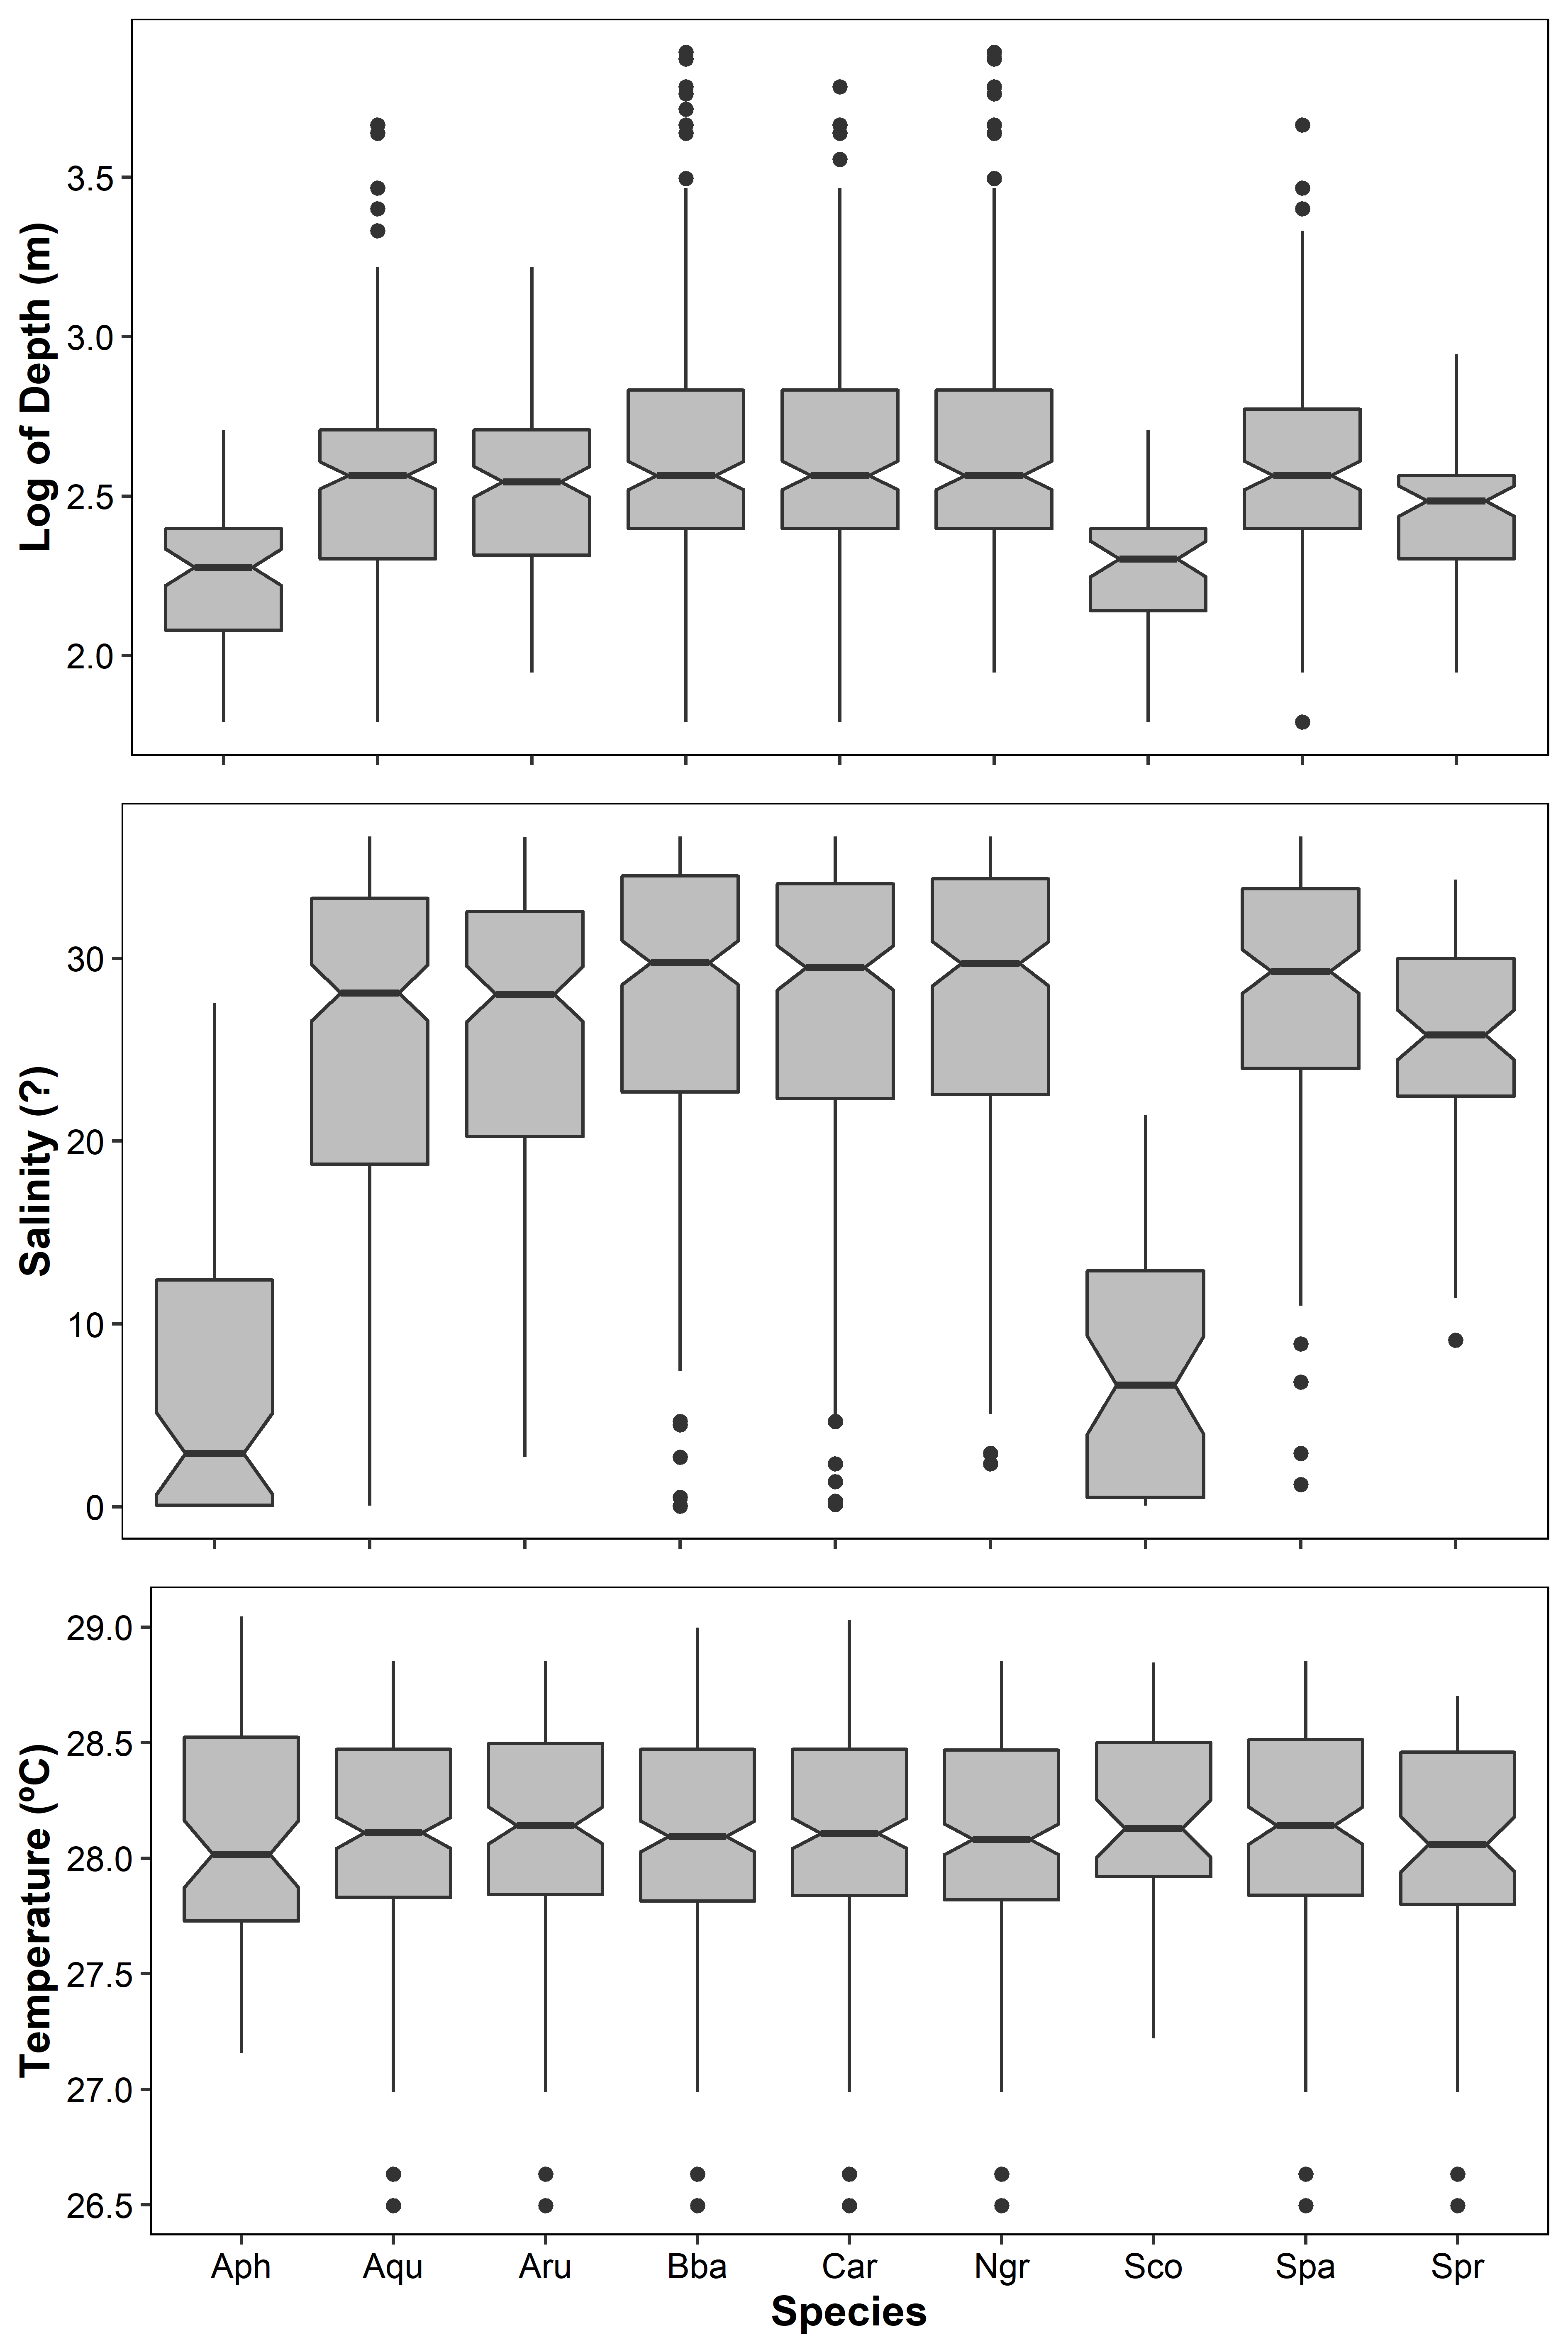 Log of Depth (m)
3.5
3.0
2.5
2.0
Salinity (?)
30
20
10
0
Temperature (ºC)
29.0
28.5
28.0
27.5
27.0
26.5
Aph Aqu Aru Bba Car Ngr Sco Spa Spr
Species